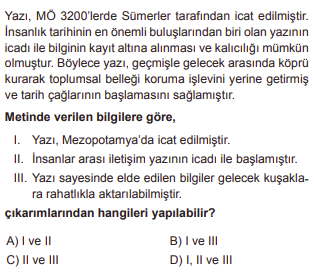 Yazı, MÖ 3200'lerde Sümerler tarafından icat edilmiştir.
İnsanlık tarihinin en önemli buluşlarından biri olan yazının
icadı ile bilginin kayıt altına alınması ve kalıcılığı mümkün
olmuştur. Böylece yazı, geçmişle gelecek arasında köprü
kurarak toplumsal belleği koruma işlevini yerine getirmiş
ve tarih çağlarının başlamasını sağlamıştır.
Metinde verilen bilgilere göre,
I. Yazı, Mezopotamya'da icat edilmiştir.
II. İnsanlar arası iletişim yazının icadı ile başlamıştır.
III. Yazı sayesinde elde edilen bilgiler gelecek kuşakla-
ra rahatlıkla aktarılabilmiştir.
çıkarımlarından hangileri yapılabilir?
A) I ve II B) I ve III
C) II ve III D) I, II ve III